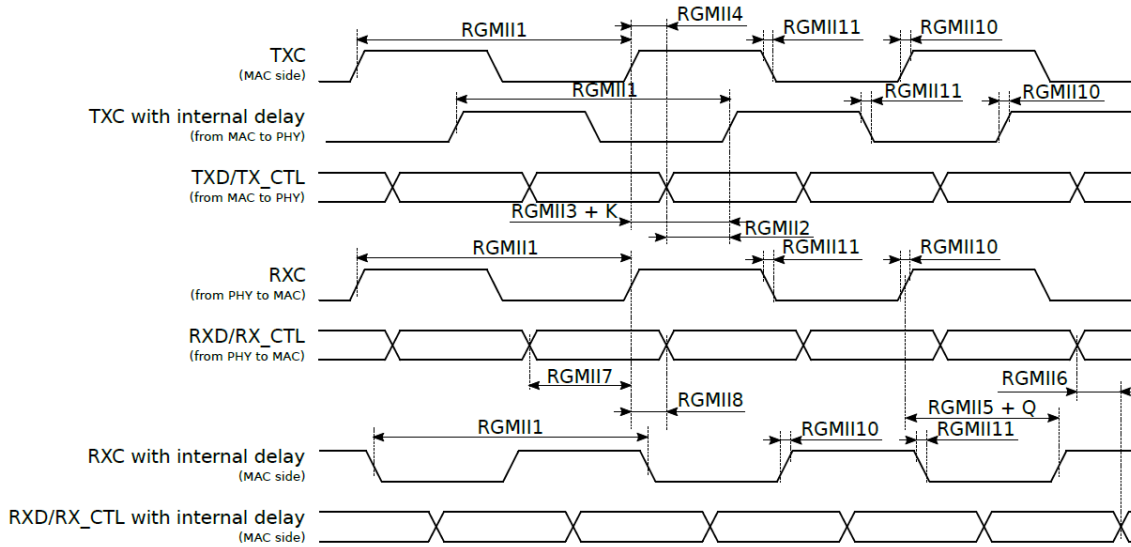 RGMII4
RGMII1 RGMII11 RGMII10
TXC
(MAC side)
RGMII1 RGMII11 RGMII10
TXC with internal delay
(from MAC to PHY)
TXD/TX_CTL
(from MAC to PHY)
RGMII3 + K
RGMII2
RGMII1 RGMII11 RGMII10
RXC
(from PHY to MAC)
RXD/RX_CTL
(from PHY to MAC)
RGMII7 RGMII6
RGMII8 RGMII5 + Q
RGMII1 RGMII10 RGMII11
RXC with internal delay
(MAC side)
RXD/RX_CTL with internal delay
(MAC side)